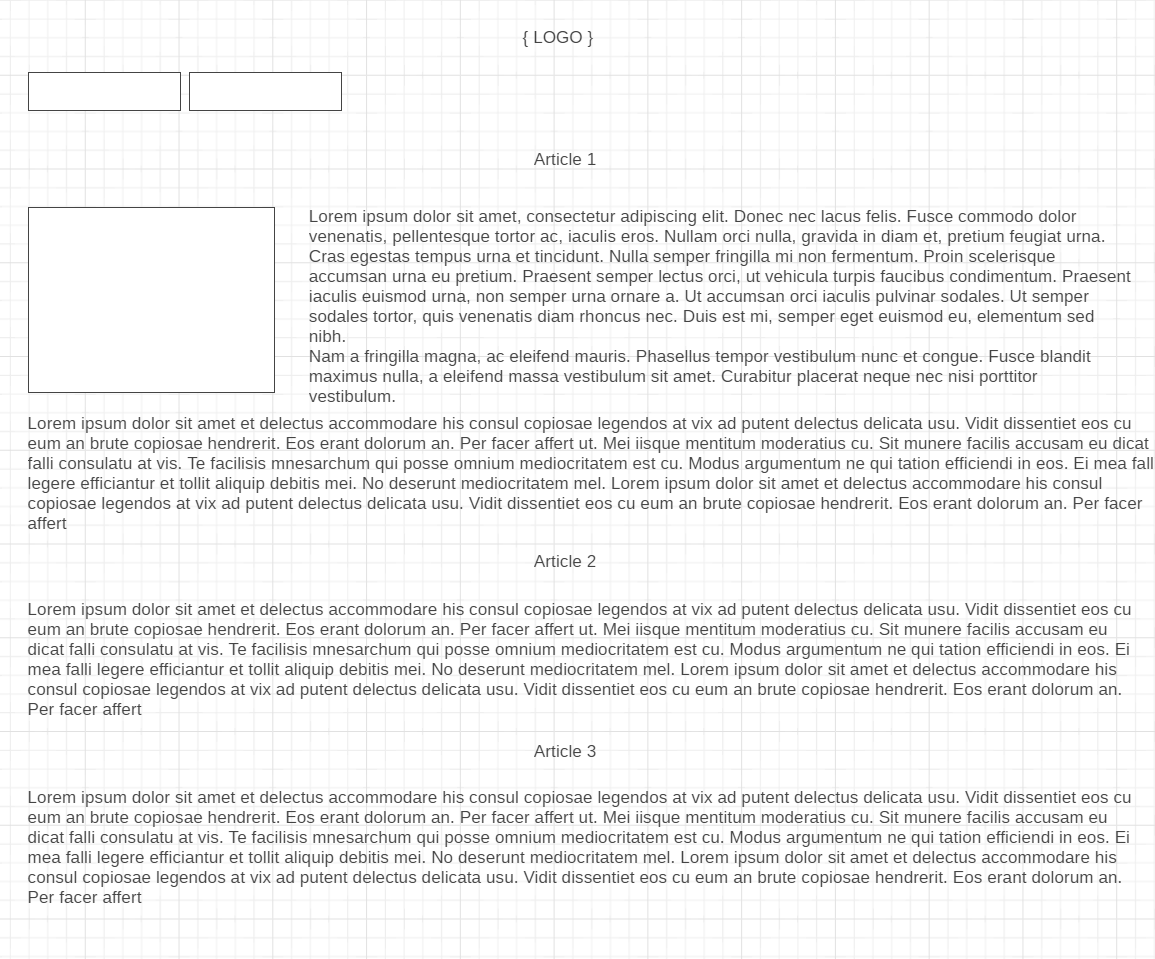 { LOGO }
Article 1
Lorem ipsum dolor sit amet, consectetur adipiscing elit. Donec nec lacus felis. Fusce commodo dolor
venenatis, pellentesque tortor ac, iaculis eros. Nullam orci nulla, gravida in diam et, pretium feugiat urna.
Cras egestas tempus urna et tincidunt. Nulla semper fringilla mi non fermentum. Proin scelerisque
accumsan urna eu pretium. Praesent semper lectus orci, ut vehicula turpis faucibus condimentum. Praesent
iaculis euismod urna, non semper urna ornare a. Ut accumsan orci iaculis pulvinar sodales. Ut semper
sodales tortor, quis venenatis diam rhoncus nec. Duis est mi, semper eget euismod eu, elementum sed
nibh.
Nam a fringilla magna, ac eleifend mauris. Phasellus tempor vestibulum nunc et congue. Fusce blandit
maximus nulla, a eleifend massa vestibulum sit amet. Curabitur placerat neque nec nisi porttitor
vestibulum.
Lorem ipsum dolor sit amet et delectus accommodare his consul copiosae legendos at vix ad putent delectus delicata usu. Vidit dissentiet eos cu
eum an brute copiosae hendrerit. Eos erant dolorum an. Per facer affert ut. Mei iisque mentitum moderatius cu. Sit munere facilis accusam eu dicat
falli consulatu at vis. Te facilisis mnesarchum qui posse omnium mediocritatem est cu. Modus argumentum ne qui tation efficiendi in eos. Ei mea fall
legere efficiantur et tollit aliquip debitis mei. No deserunt mediocritatem mel. Lorem ipsum dolor sit amet et delectus accommodare his consul
copiosae legendos at vix ad putent delectus delicata usu. Vidit dissentiet eos cu eum an brute copiosae hendrerit. Eos erant dolorum an. Per facer
affert
Article 2
Lorem ipsum dolor sit amet et delectus accommodare his consul copiosae legendos at vix ad putent delectus delicata usu. Vidit dissentiet eos cu
eum an brute copiosae hendrerit. Eos erant dolorum an. Per facer affert ut. Mei iisque mentitum moderatius cu. Sit munere facilis accusam eu
dicat falli consulatu at vis. Te facilisis mnesarchum qui posse omnium mediocritatem est cu. Modus argumentum ne qui tation efficiendi in eos. Ei
mea falli legere efficiantur et tollit aliquip debitis mei. No deserunt mediocritatem mel. Lorem ipsum dolor sit amet et delectus accommodare his
consul copiosae legendos at vix ad putent delectus delicata usu. Vidit dissentiet eos cu eum an brute copiosae hendrerit. Eos erant dolorum an.
Per facer affert
Article 3
Lorem ipsum dolor sit amet et delectus accommodare his consul copiosae legendos at vix ad putent delectus delicata usu. Vidit dissentiet eos cu
eum an brute copiosae hendrerit. Eos erant dolorum an. Per facer affert ut. Mei iisque mentitum moderatius cu. Sit munere facilis accusam eu
dicat falli consulatu at vis. Te facilisis mnesarchum qui posse omnium mediocritatem est cu. Modus argumentum ne qui tation efficiendi in eos. Ei
mea falli legere efficiantur et tollit aliquip debitis mei. No deserunt mediocritatem mel. Lorem ipsum dolor sit amet et delectus accommodare his
consul copiosae legendos at vix ad putent delectus delicata usu. Vidit dissentiet eos cu eum an brute copiosae hendrerit. Eos erant dolorum an.
Per facer affert